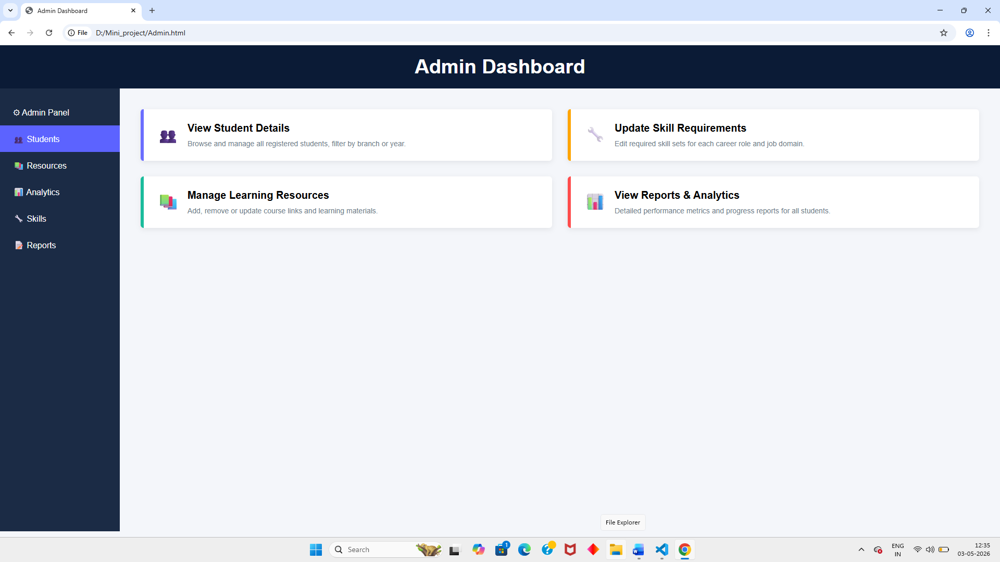 Admin Dashboard
File
D:/Mini_project/Admin.html
Admin Dashboard
Admin Panel
Students
Resources
Analytics
Skills
Reports
View Student Details
Browse and manage all registered students, filter by branch or year.
Update Skill Requirements
Edit required skill sets for each career role and job domain.
Manage Learning Resources
Add, remove or update course links and learning materials.
View Reports & Analytics
Detailed performance metrics and progress reports for all students.
File Explorer
Search
1
ENG
IN
12:35
03-05-2026